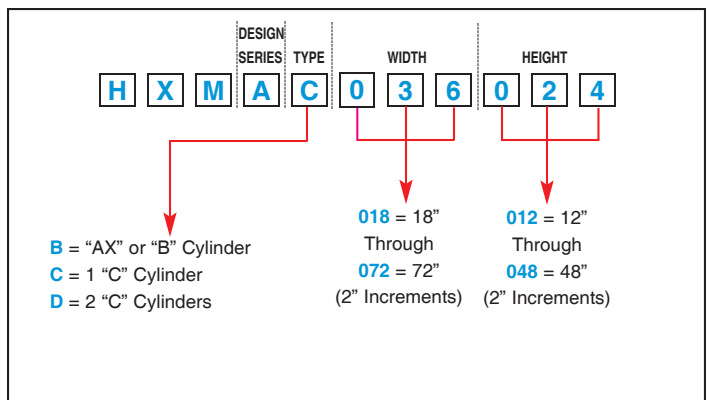 DESIGN
SERIES TYPE WIDTH HEIGHT
H X M A C 0 3 6 0 2 4
B = “AX” or “B” Cylinder
C = 1 “C” Cylinder
D = 2 “C” Cylinders
018 = 18”
Through
072 = 72”
(2” Increments)
012 = 12”
Through
048 = 48”
(2” Increments)